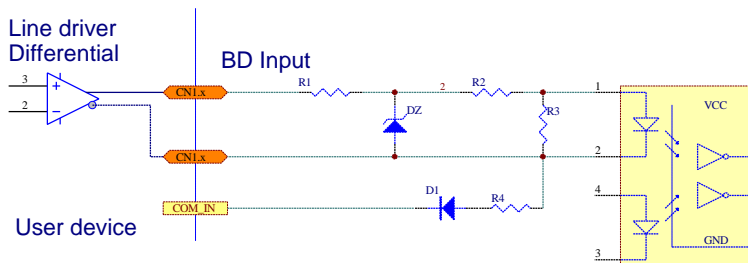 Line driver
Differential
BD Input
3
2
CN1.x
R1
2
R2
1
VCC
DZ
R3
CN1.x
2
D1
R4
4
COM_IN
User device
GND
3